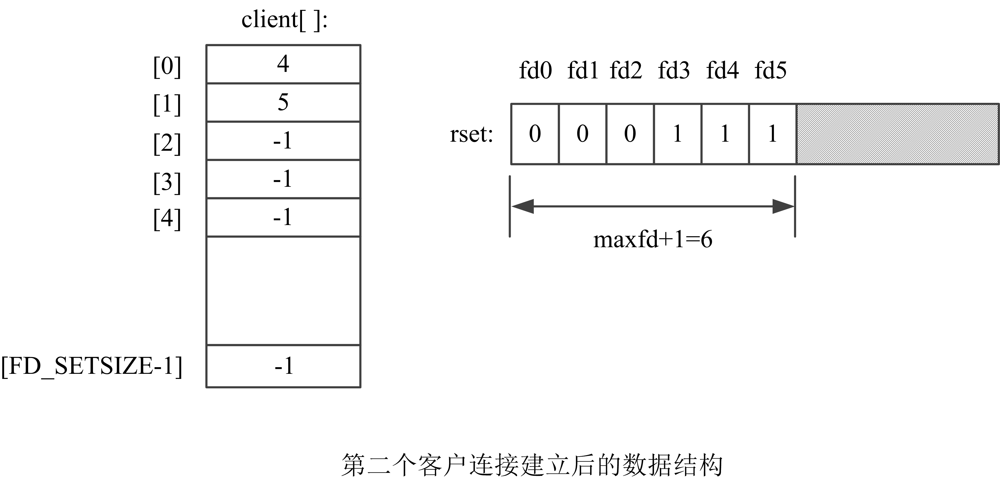 client[ ]:
[0] 4
[1] 5
[2] -1
[3] -1
[4] -1
[FD_SETSIZE-1] -1
fd0 fd1 fd2 fd3 fd4 fd5
rset: 0 0 0 1 1 1
maxfd+1=6
第二个客户连接建立后的数据结构